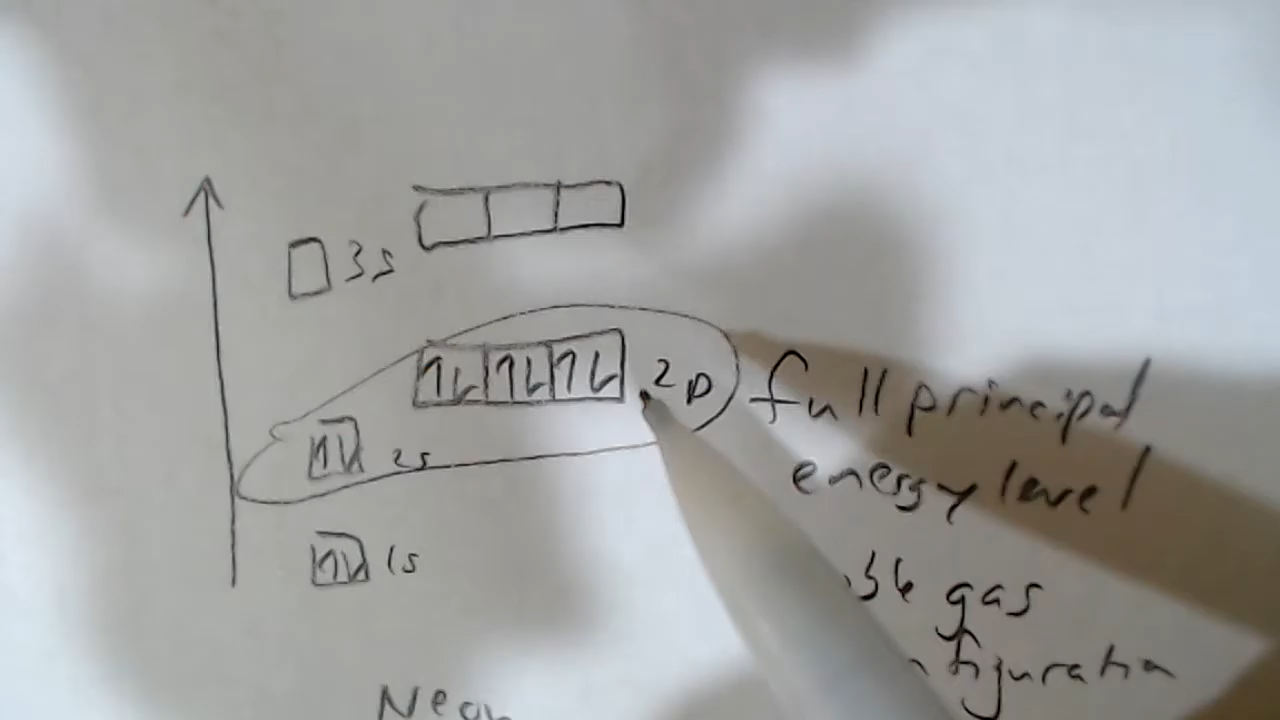 3s
2p
full principal
energy level
2s
1s
gas
Neon